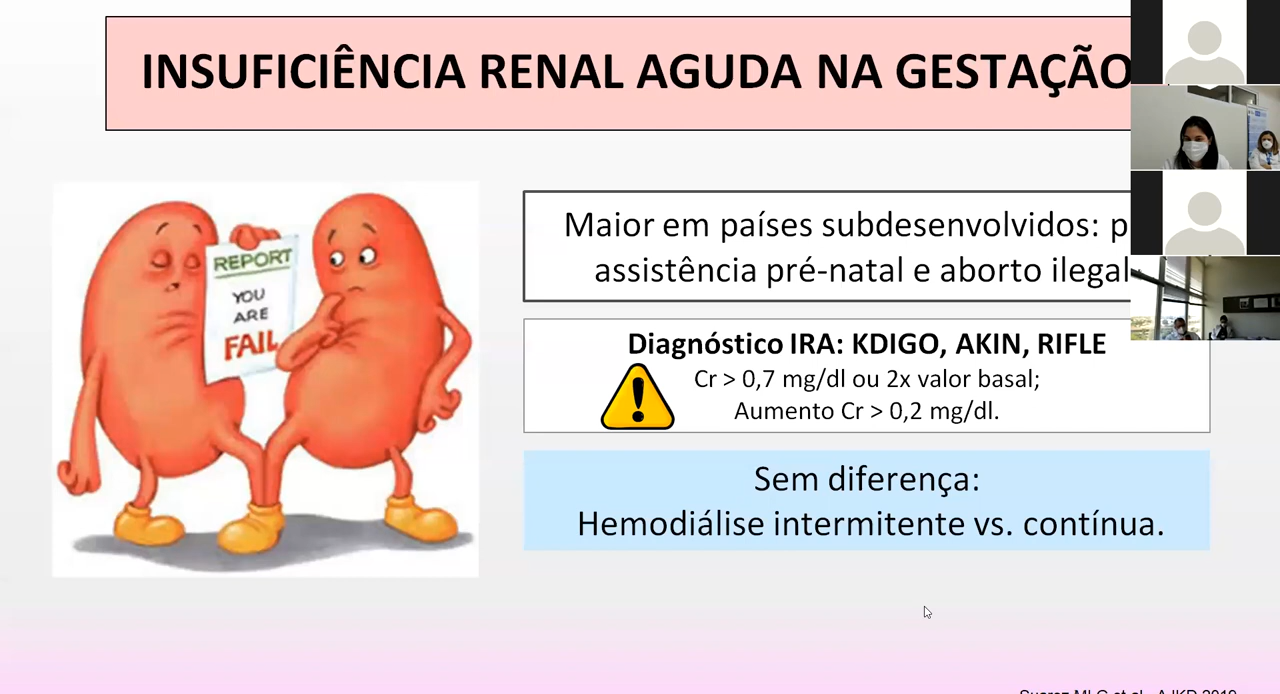 INSUFICIÊNCIA RENAL AGUDA NA GESTAÇÃO
REPORT
YOU
ARE
FAIL
Maior em países subdesenvolvidos:
assistência pré-natal e aborto ilegal
Diagnóstico IRA: KDIGO, AKIN, RIFLE
Cr > 0,7 mg/dl ou 2x valor basal;
Aumento Cr > 0,2 mg/dl.
Sem diferença:
Hemodiálise intermitente vs. contínua.